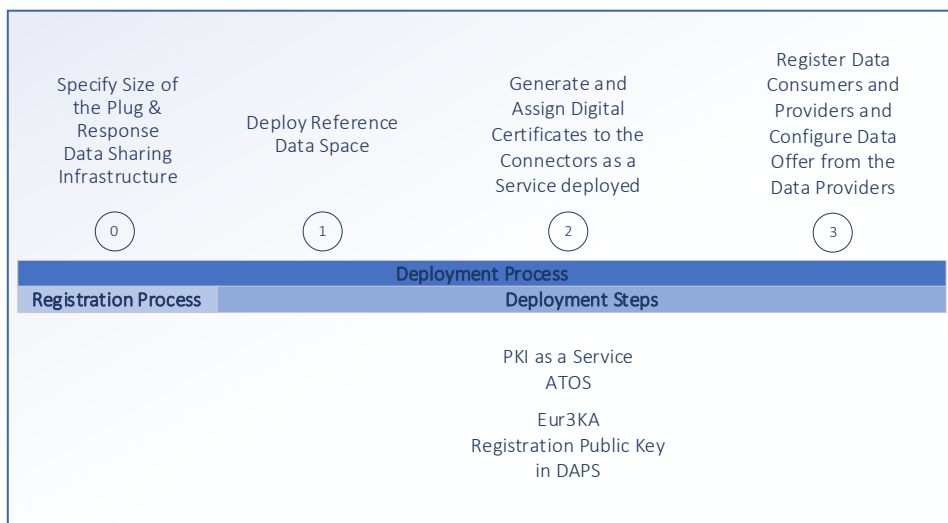 Specify Size of
the Plug &
Response
Data Sharing
Infrastructure
Deploy Reference
Data Space
Generate and
Assign Digital
Certificates to the
Connectors as a
Service deployed
Register Data
Consumers and
Providers and
Configure Data
Offer from the
Data Providers
0
1
2
3
Deployment Process
Registration Process
Deployment Steps
PKI as a Service
ATOS
Eur3KA
Registration Public Key
in DAPS